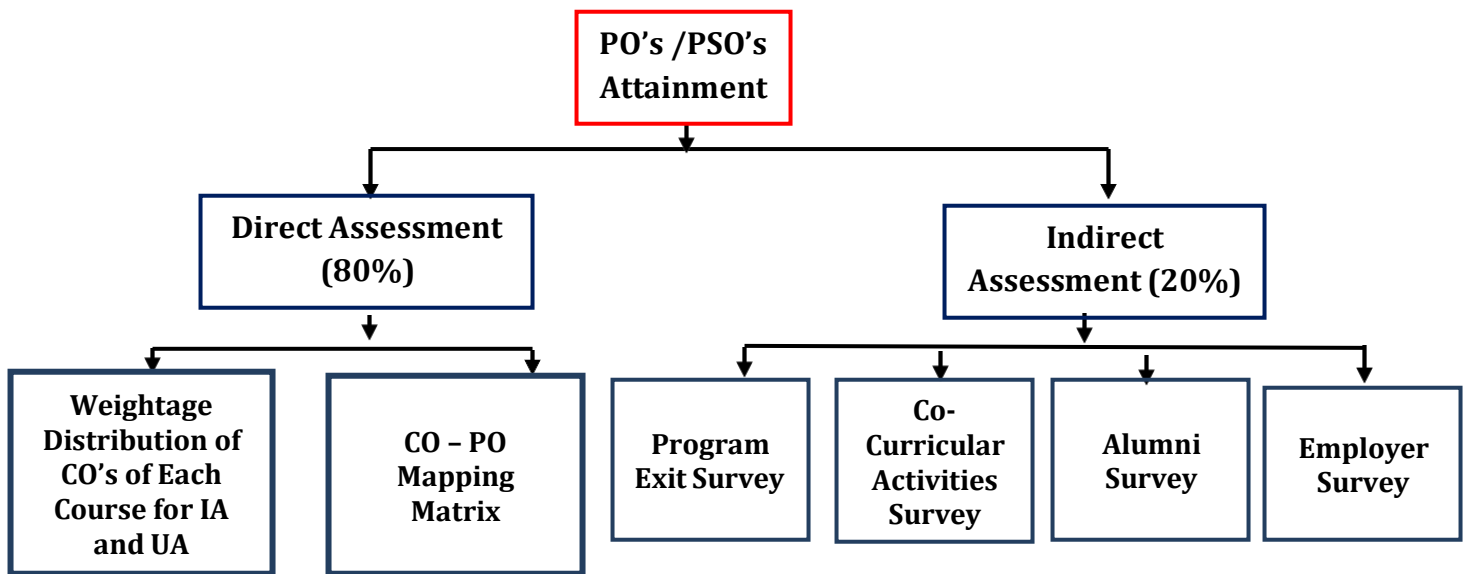 PO’s /PSO’s
Attainment
Direct Assessment
(80%)
Indirect
Assessment (20%)
Weightage
Distribution of
CO’s of Each
Course for IA
and UA
CO – PO
Mapping
Matrix
Program
Exit Survey
Co-
Curricular
Activities
Survey
Alumni
Survey
Employer
Survey